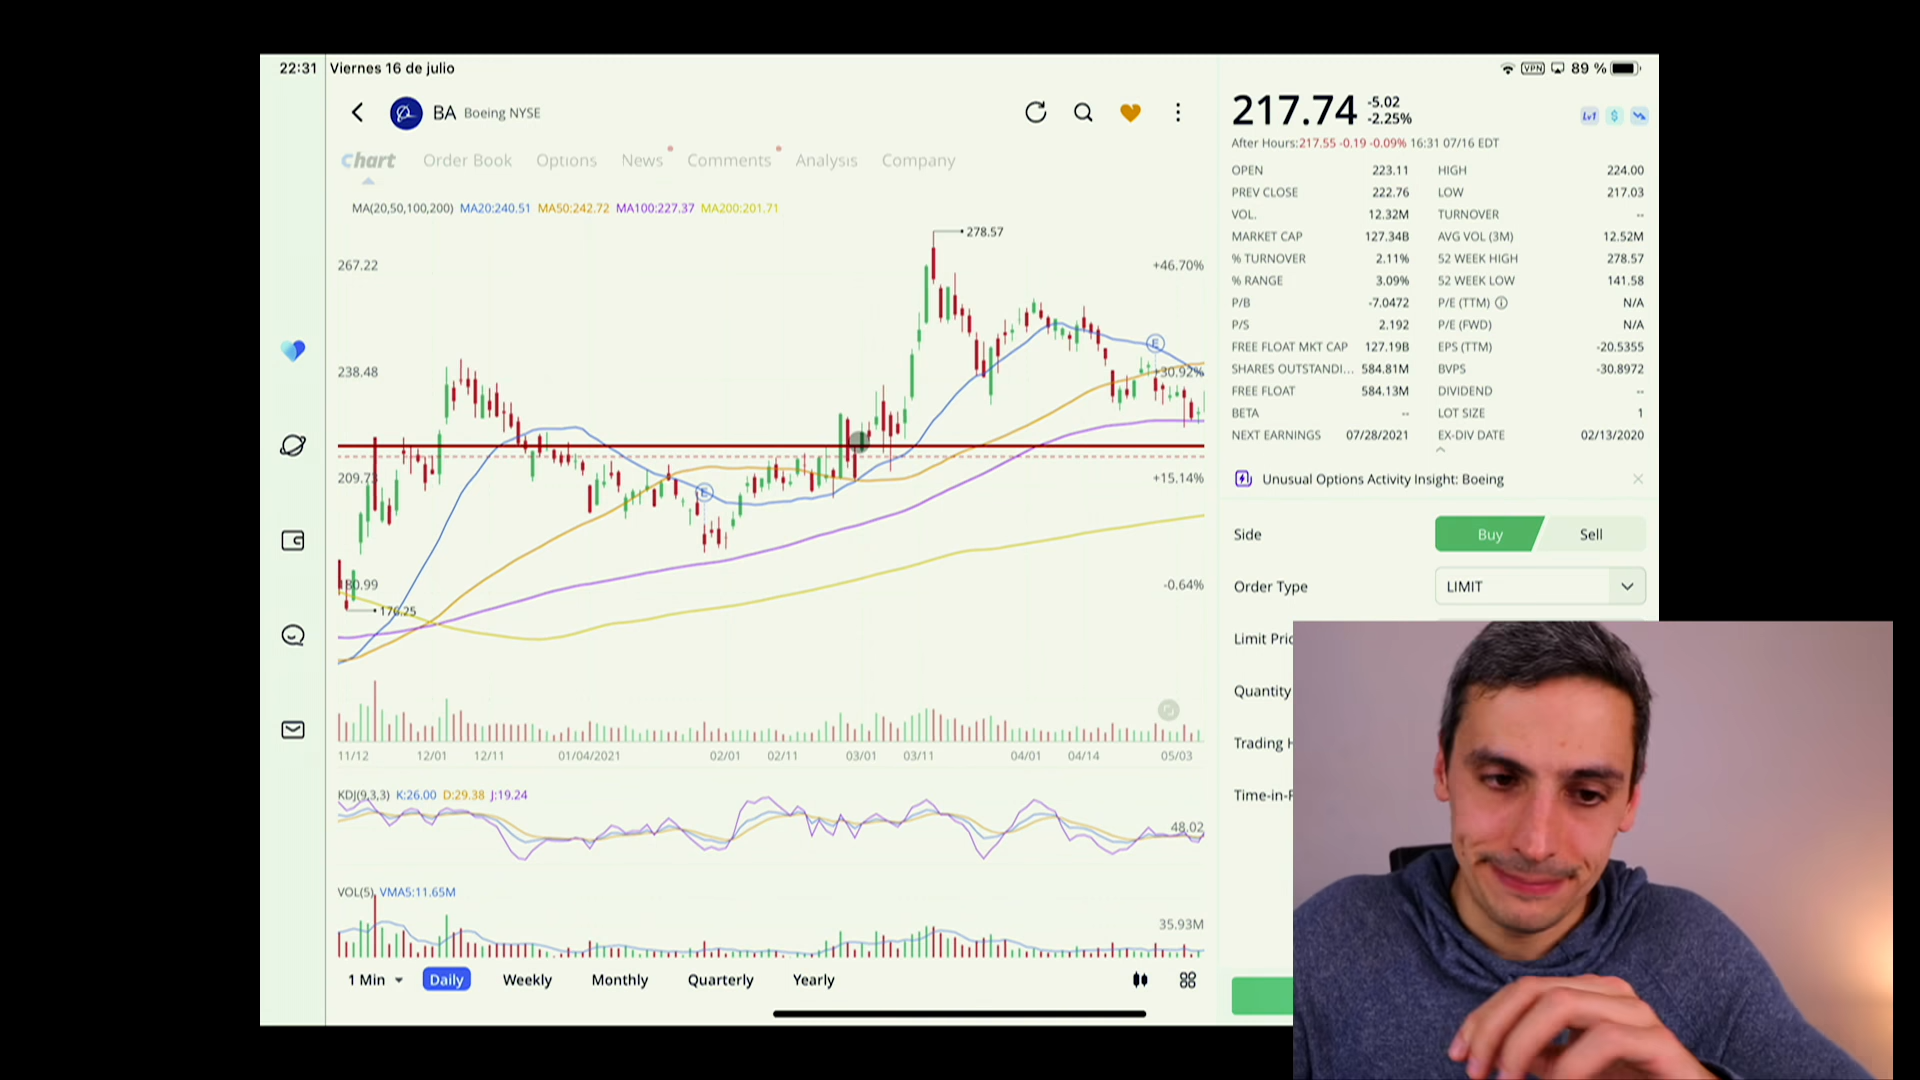 22:31 Viernes 16 de julio
VPN 89 %
BA Boeing NYSE
Chart Order Book Options News Comments Analysis Company
MA(20,50,100,200) MA20:240.51 MA50:242.72 MA100:227.37 MA200:201.71
278.57
267.22 +46.70%
238.48 +30.92%
E
209.73 +15.14%
E
180.99 -0.64%
176.25
11/12 12/01 12/11 01/04/2021 02/01 02/11 03/01 03/11 04/01 04/14 05/03
KDJ(9,3,3) K:26.00 D:29.38 J:19.24
48.02
VOL(5) VMA5:11.65M
35.93M
1 Min Daily Weekly Monthly Quarterly Yearly
217.74 -5.02
-2.25%
Lv1 $
After Hours:217.55 -0.19 -0.09% 16:31 07/16 EDT
OPEN 223.11 HIGH 224.00
PREV CLOSE 222.76 LOW 217.03
VOL. 12.32M TURNOVER --
MARKET CAP 127.34B AVG VOL (3M) 12.52M
% TURNOVER 2.11% 52 WEEK HIGH 278.57
% RANGE 3.09% 52 WEEK LOW 141.58
P/B -7.0472 P/E (TTM) N/A
P/S 2.192 P/E (FWD) N/A
FREE FLOAT MKT CAP 127.19B EPS (TTM) -20.5355
SHARES OUTSTANDI... 584.81M BVPS -30.8972
FREE FLOAT 584.13M DIVIDEND --
BETA -- LOT SIZE 1
NEXT EARNINGS 07/28/2021 EX-DIV DATE 02/13/2020
Unusual Options Activity Insight: Boeing
Side Buy Sell
Order Type LIMIT
Limit Pric
Quantity
Trading H
Time-in-F